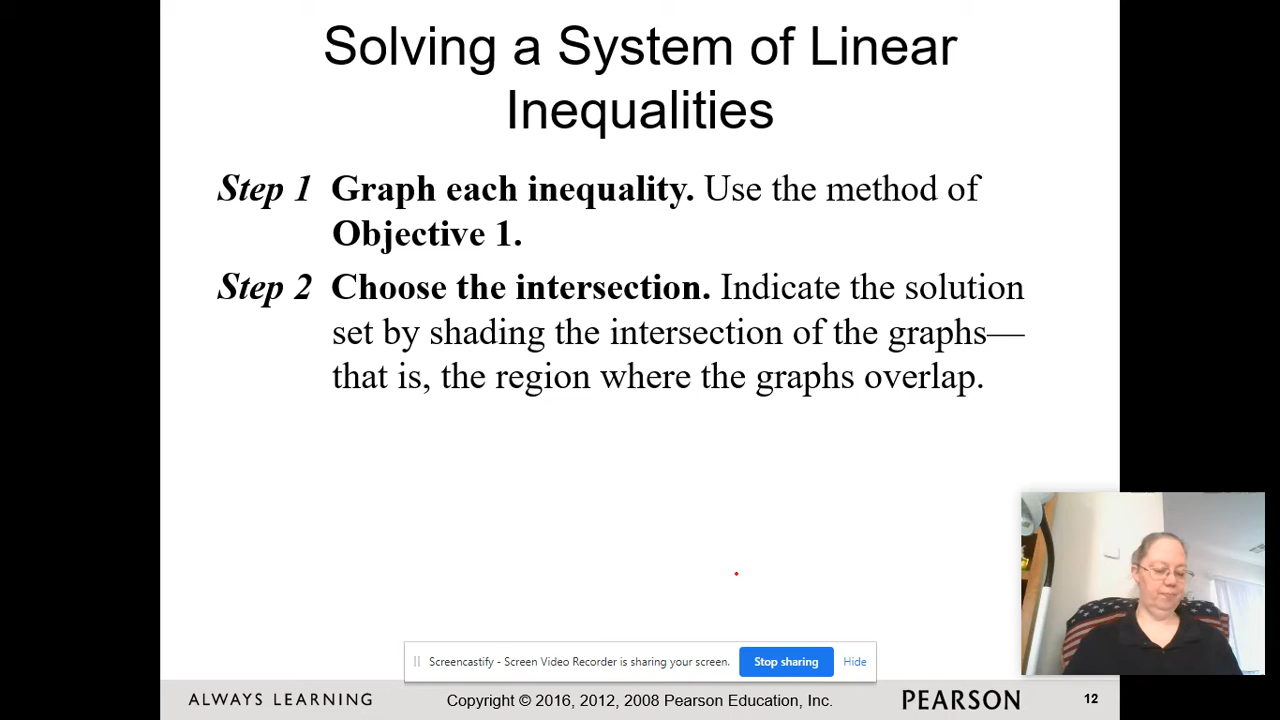 Solving a System of Linear
Inequalities
Step 1 Graph each inequality. Use the method of
Objective 1.
Step 2 Choose the intersection. Indicate the solution
set by shading the intersection of the graphs—
that is, the region where the graphs overlap.
Screencastify - Screen Video Recorder is sharing your screen. Stop sharing Hide
ALWAYS LEARNING Copyright © 2016, 2012, 2008 Pearson Education, Inc. PEARSON 12